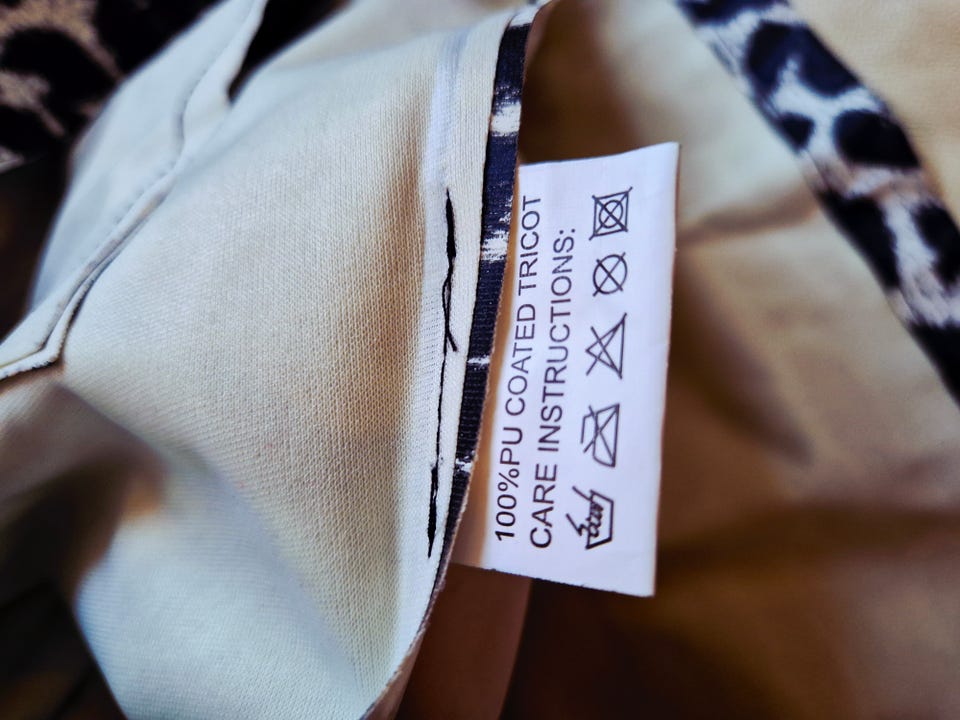 100%PU COATED TRICOT
CARE INSTRUCTIONS: